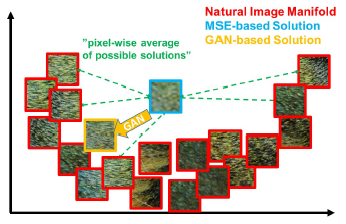 Natural Image Manifold
MSE-based Solution
GAN-based Solution
"pixel-wise average
of possible solutions"
GAN